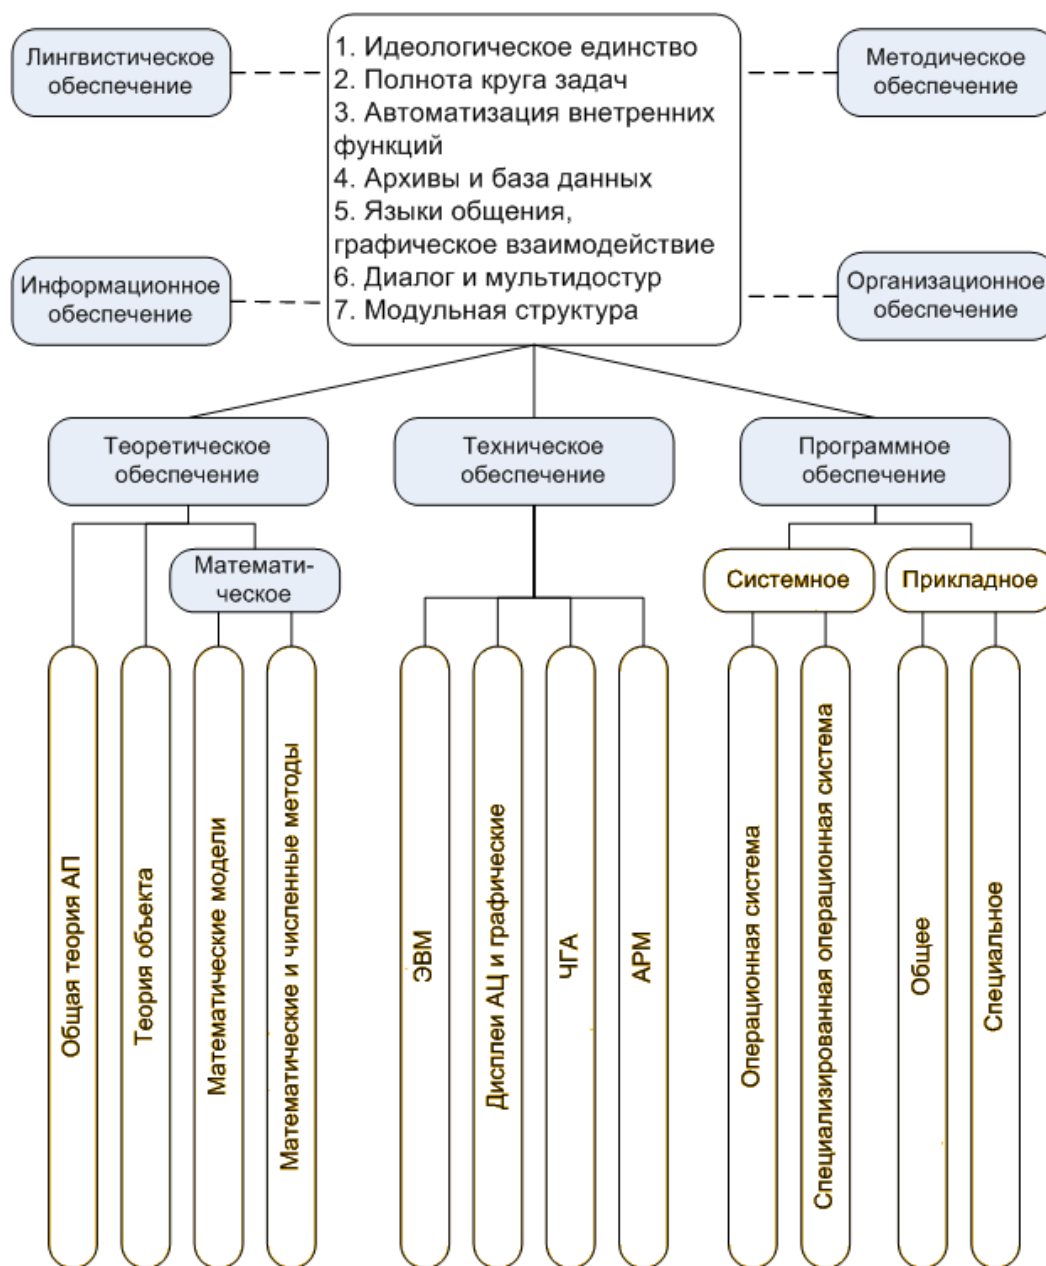 Лингвистическое
обеспечение
1. Идеологическое единство
2. Полнота круга задач
3. Автоматизация внетренних
функций
4. Архивы и база данных
5. Языки общения,
графическое взаимодействие
6. Диалог и мультидостур
7. Модульная структура
Методическое
обеспечение
Информационное
обеспечение
Организационное
обеспечение
Теоретическое
обеспечение
Техническое
обеспечение
Программное
обеспечение
Математи-
ческое
Системное
Прикладное
Общая теория АП
Теория объекта
Математические модели
Математические и численные методы
ЭВМ
Дисплеи АЦ и графические
ЧГА
АРМ
Операционная система
Специализированная операционная система
Общее
Специальное